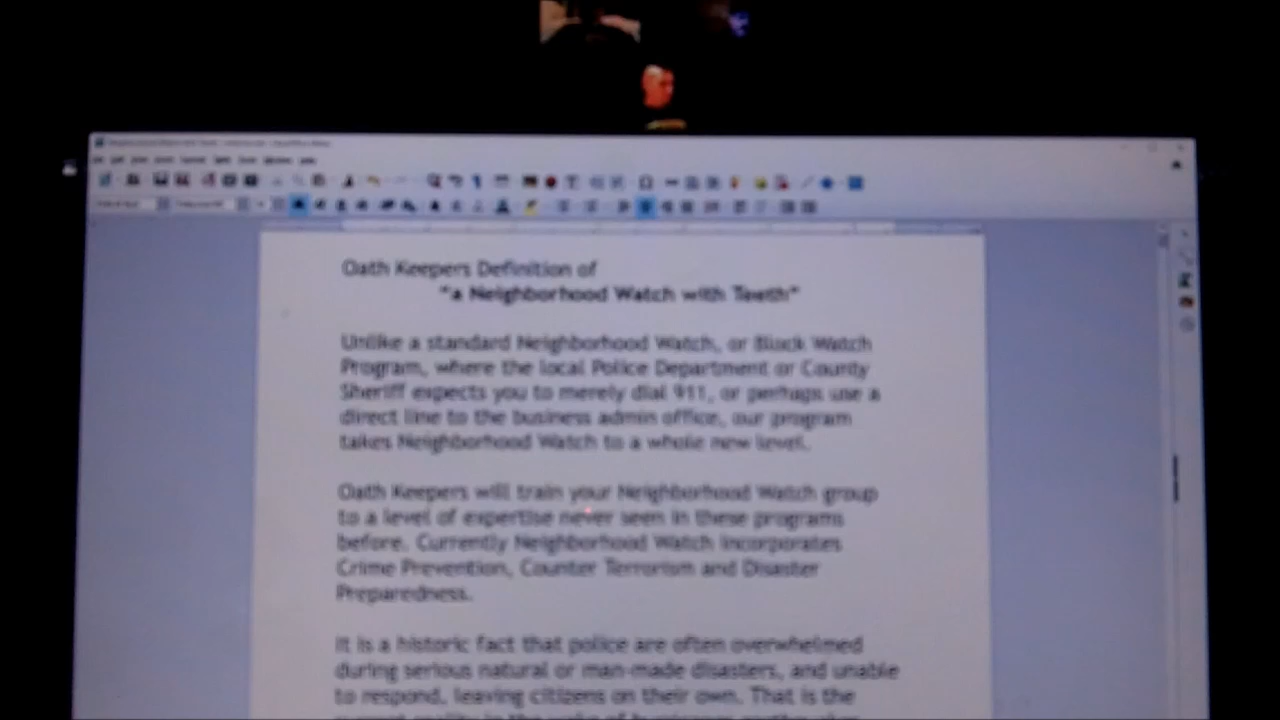 Oath Keepers Definition of
"a Neighborhood Watch with Teeth"
Unlike a standard Neighborhood Watch, or Block Watch
Program, where the local Police Department or County
Sheriff expects you to merely dial 911, or perhaps use a
direct line to the business admin office, our program
takes Neighborhood Watch to a whole new level.
Oath Keepers will train your Neighborhood Watch group
to a level of expertise never seen in these programs
before. Currently Neighborhood Watch incorporates
Crime Prevention, Counter Terrorism and Disaster
Preparedness.
It is a historic fact that police are often overwhelmed
during serious natural or man-made disasters, and unable
to respond, leaving citizens on their own. That is the